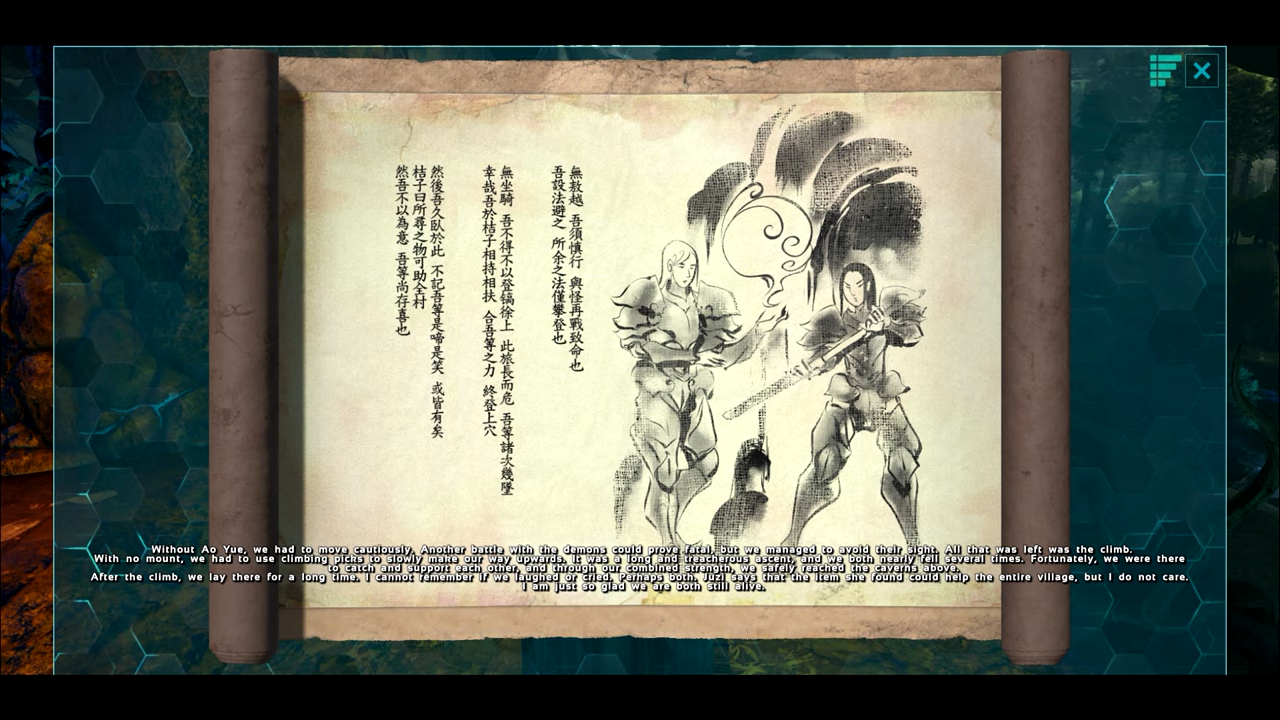 無敖越 吾須慎行 與怪再戰致命也
吾設法避之 所余之法僅攀登也
無坐騎 吾不得不以登镐徐上 此旅長而危 吾等諸次幾墜
幸哉吾於桔子相持相扶 合吾等之力 終登上穴
然後吾久臥於此 不記吾等是啼是笑 或皆有矣
桔子曰所尋之物可助全村
然吾不以為意 吾等尚存喜也
Without Ao Yue, we had to move cautiously. Another battle with the demons could prove fatal, but we managed to avoid their sight. All that was left was the climb.
With no mount, we had to use climbing picks to slowly make our way upwards. It was a long and treacherous ascent, and we both nearly fell several times. Fortunately, we were there
to catch and support each other, and through our combined strength, we safely reached the caverns above.
After the climb, we lay there for a long time. I cannot remember if we laughed or cried. Perhaps both. Juzi says that the item she found could help the entire village, but I do not care.
I am just so glad we are both still alive.